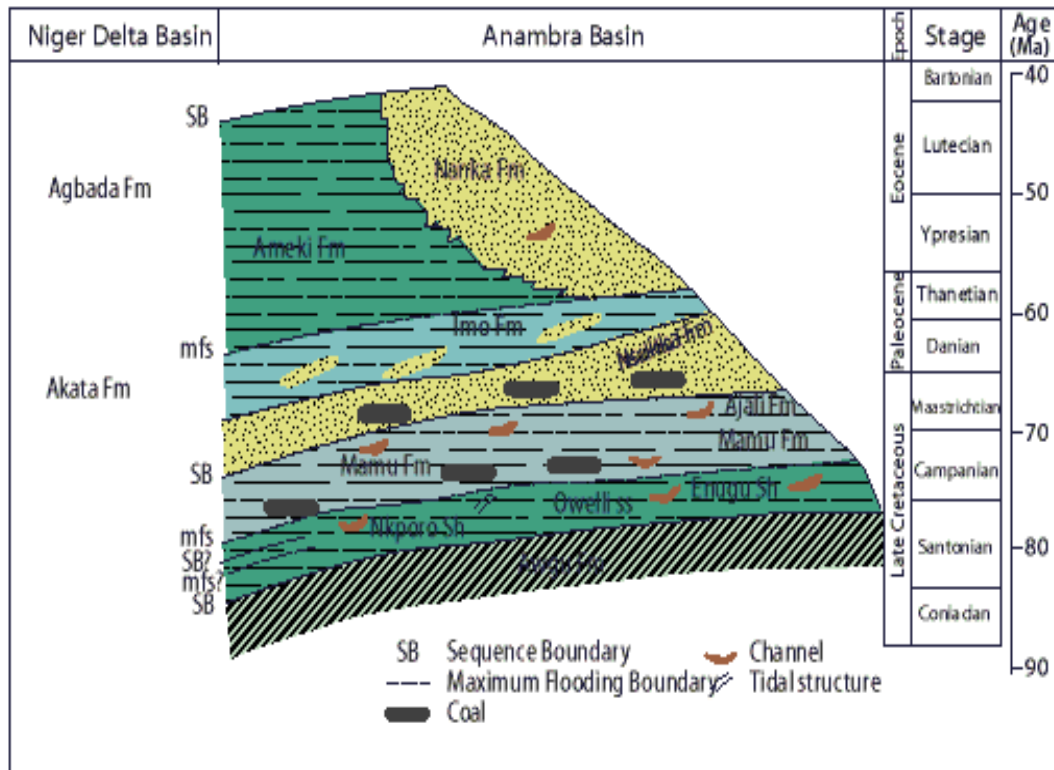 Niger Delta Basin
Anambra Basin
Epoch
Stage
Age
(Ma)
SB
Agbada Fm
mfs
Akata Fm
SB
mfs
SB?
mfs?
SB
Nanka Fm
Ameki Fm
Imo Fm
Ajali Fm
Mamu Fm
Mamu Fm
Enugu Sh
Owelli ss
Nkporo Sh
Eocene
Paleocene
Late Cretaceous
Bartonian
Lutecian
Ypresian
Thanetian
Danian
Maastrichtian
Campanian
Santonian
40
50
60
70
80
90
SB Sequence Boundary
Maximum Flooding Boundary
Coal
Channel
Tidal structure